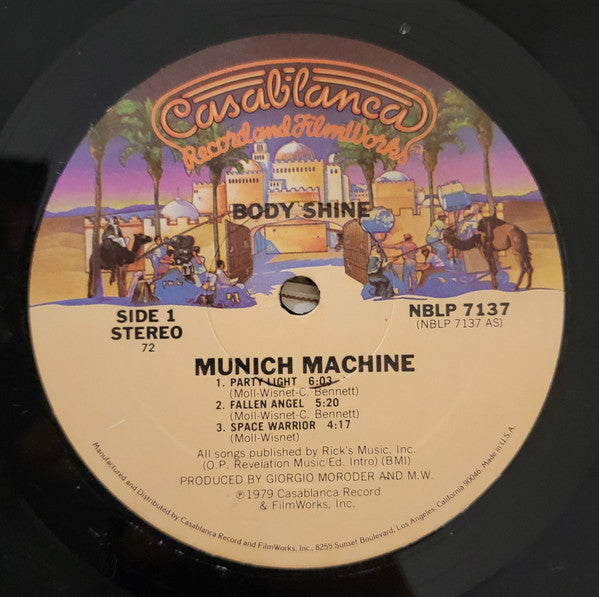 Casablanca
Record and FilmWorks
BODY SHINE
SIDE 1
STEREO
72
NBLP 7137
(NBLP 7137 AS)
MUNICH MACHINE
1. PARTY LIGHT 6:03
(Moll-Wisnet-C. Bennett)
2. FALLEN ANGEL 5:20
(Moll-Wisnet-C. Bennett)
3. SPACE WARRIOR 4:17
(Moll-Wisnet)
All songs published by Rick's Music, Inc.
(O.P. Revelation Music/Ed. Intro) (BMI)
PRODUCED BY GIORGIO MORODER AND M.W.
℗1979 Casablanca Record
& FilmWorks, Inc.
Manufactured and Distributed by Casablanca Record and FilmWorks, Inc., 8255 Sunset Boulevard, Los Angeles, California 90046. Made in U.S.A.